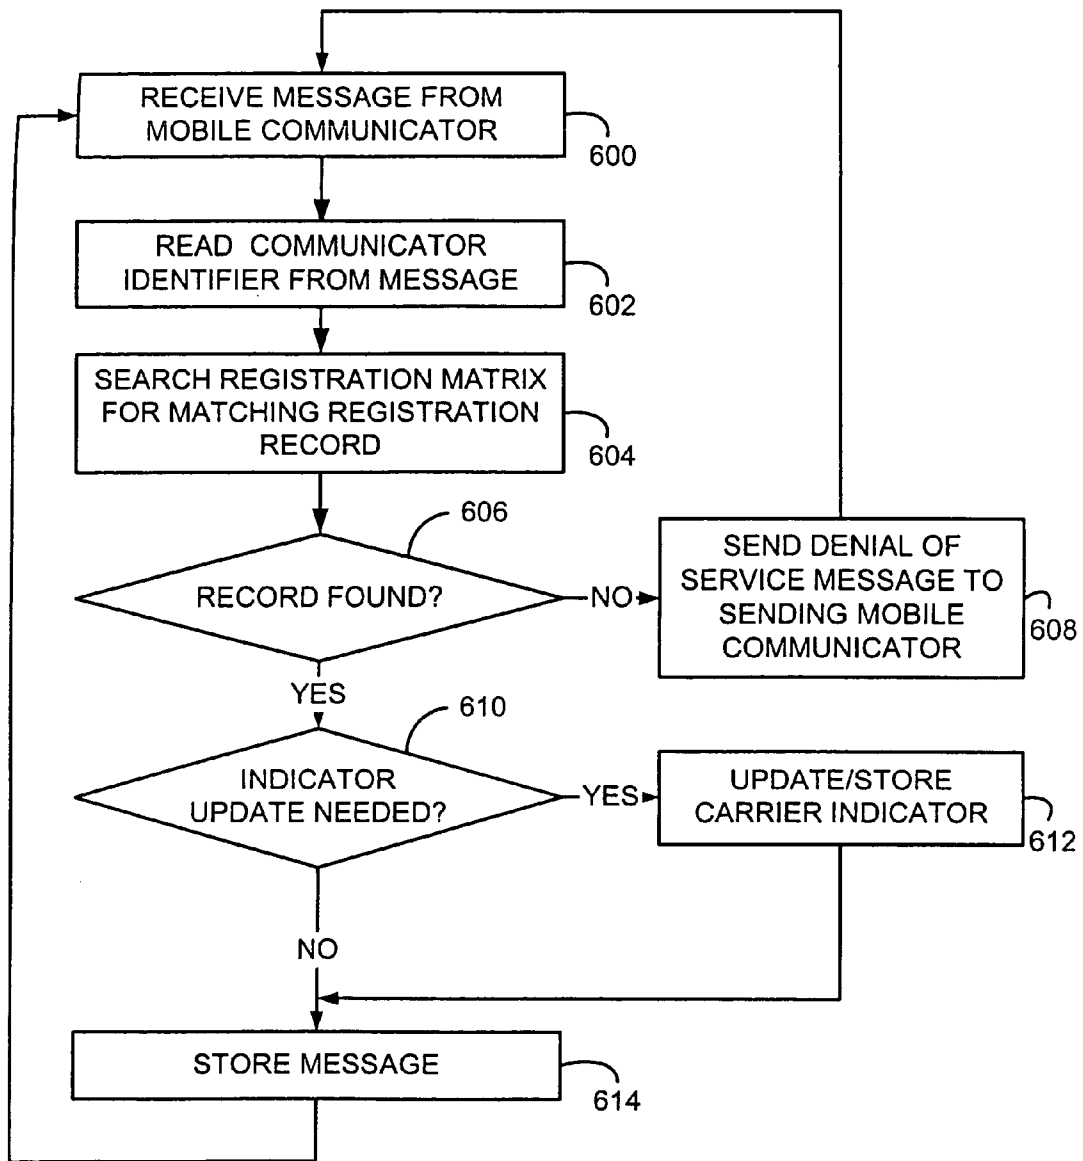 RECEIVE MESSAGE FROM
MOBILE COMMUNICATOR
600
READ COMMUNICATOR
IDENTIFIER FROM MESSAGE
602
SEARCH REGISTRATION MATRIX
FOR MATCHING REGISTRATION
RECORD
604
606
RECORD FOUND?
NO
SEND DENIAL OF
SERVICE MESSAGE TO
SENDING MOBILE
COMMUNICATOR
608
YES
610
INDICATOR
UPDATE NEEDED?
YES
UPDATE/STORE
CARRIER INDICATOR
612
NO
STORE MESSAGE
614